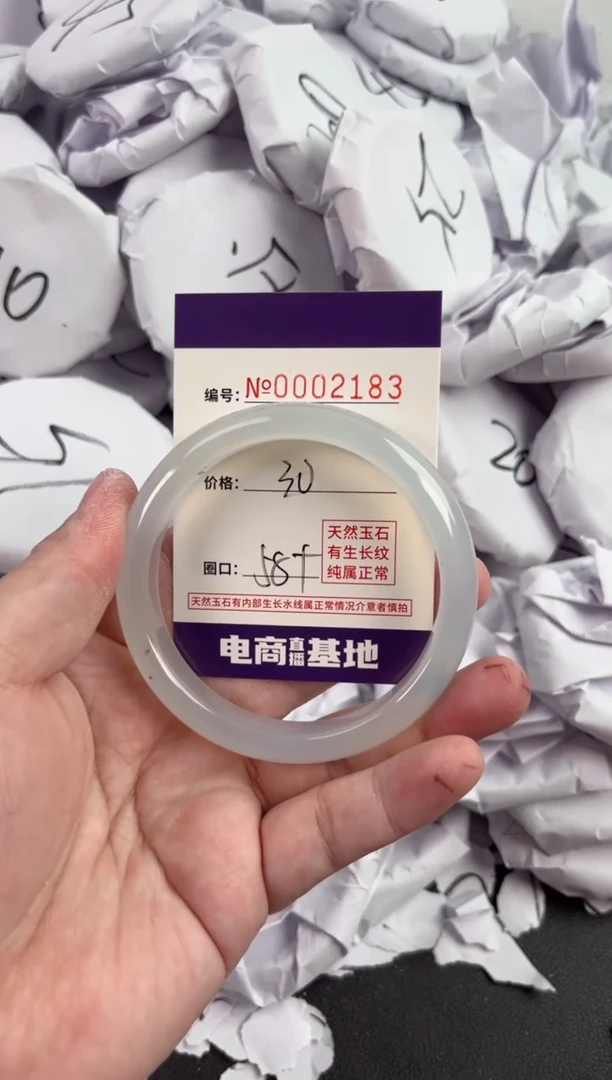 20
编号: №0002183
价格: 30
天然玉石
有生长纹
纯属正常
圈口: 58+
天然玉石有内部生长水线属正常情况介意者慎拍
电商直播基地